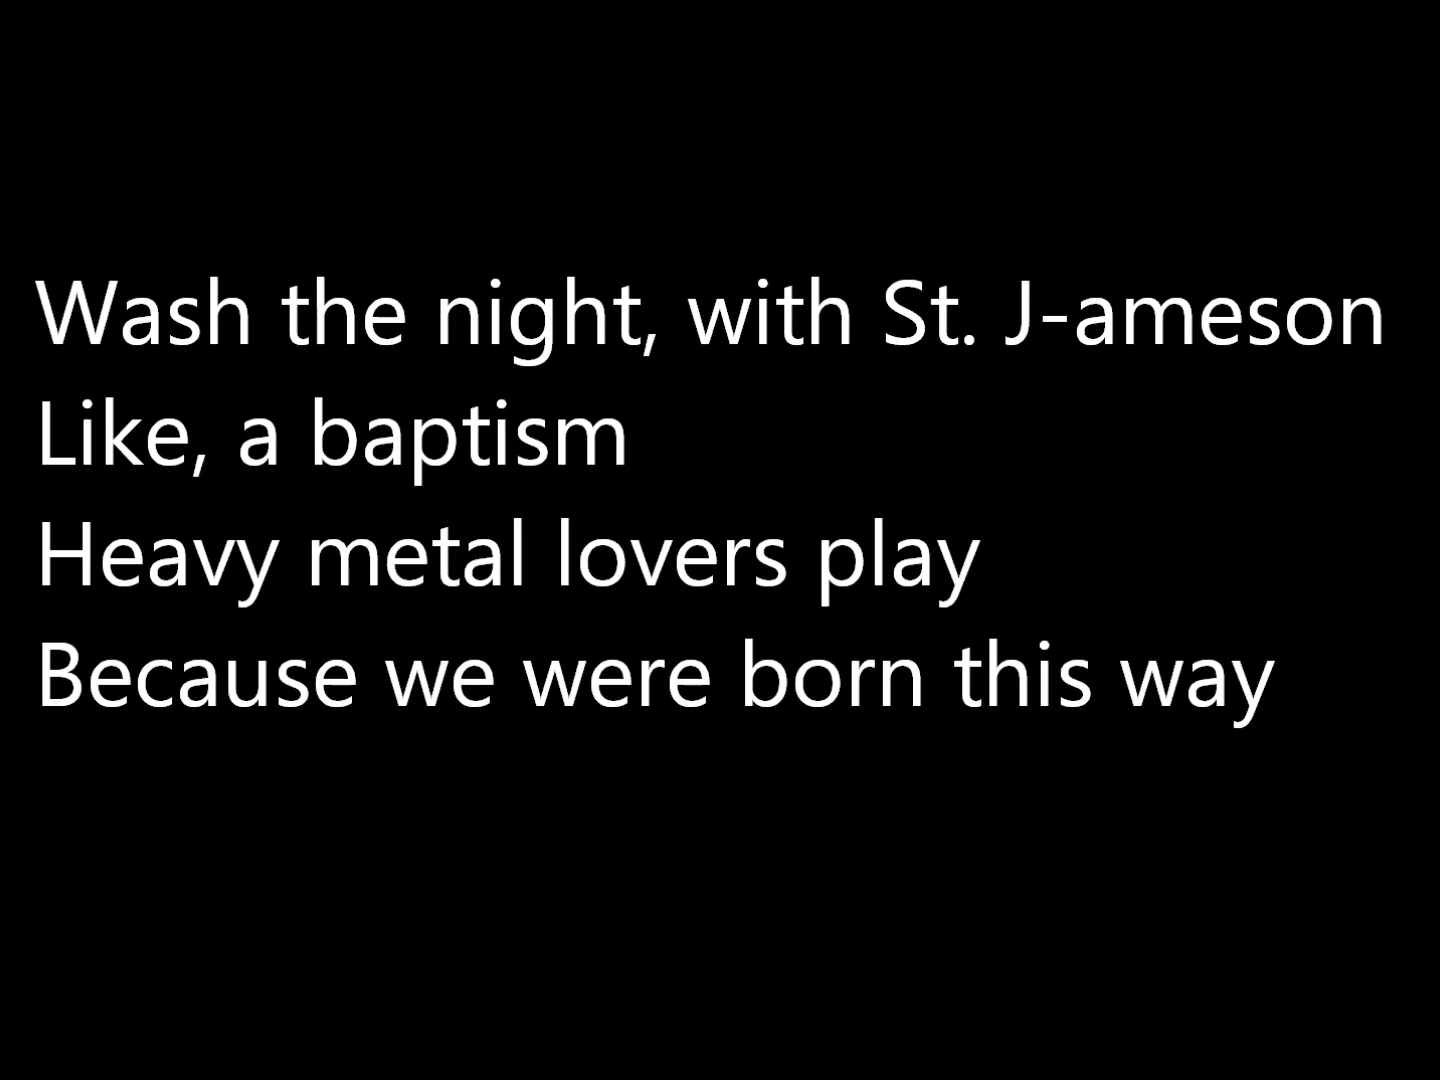 Wash the night, with St. J-ameson
Like, a baptism
Heavy metal lovers play
Because we were born this way